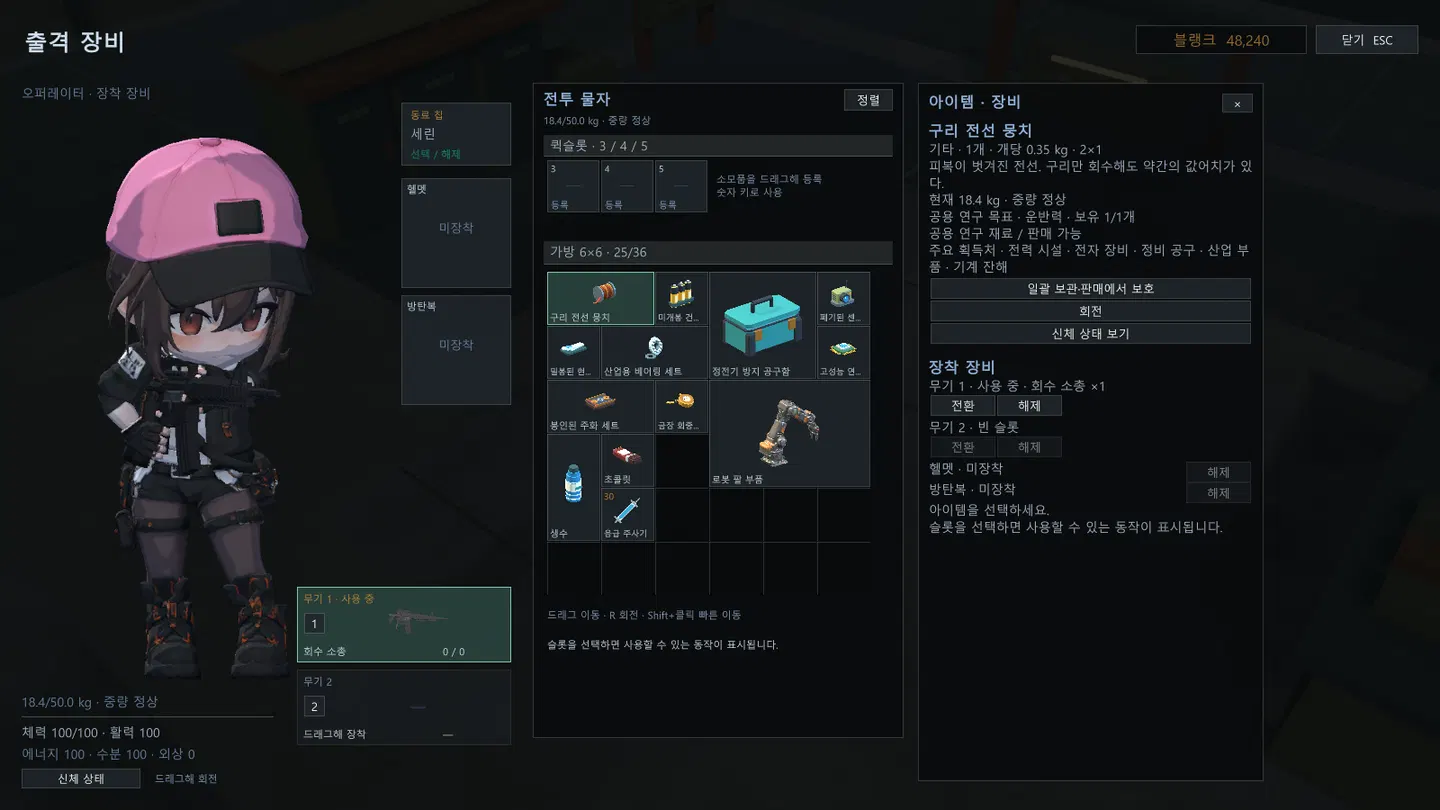 출격 장비
블랭크 48,240
닫기 ESC
오퍼레이터 · 장착 장비
동료 칩
세린
선택 / 해제
헬멧
미장착
방탄복
미장착
무기 1 · 사용 중
1
회수 소총
0 / 0
무기 2
2
드래그해 장착
—
18.4/50.0 kg · 중량 정상
체력 100/100 · 활력 100
에너지 100 · 수분 100 · 외상 0
신체 상태
드래그해 회전
전투 물자
정렬
18.4/50.0 kg · 중량 정상
퀵슬롯 · 3 / 4 / 5
3
4
5
등록
등록
등록
소모품을 드래그해 등록
숫자 키로 사용
가방 6×6 · 25/36
구리 전선 뭉치
미개봉 건...
정전기 방지 공구함
폐기된 센...
밀봉된 현...
산업용 베어링 세트
고성능 연...
봉인된 주화 세트
금장 회중...
로봇 팔 부품
생수
초콜릿
30
응급 주사기
드래그 이동 · R 회전 · Shift+클릭 빠른 이동
슬롯을 선택하면 사용할 수 있는 동작이 표시됩니다.
아이템 · 장비
×
구리 전선 뭉치
기타 · 1개 · 개당 0.35 kg · 2×1
피복이 벗겨진 전선. 구리만 회수해도 약간의 값어치가 있
다.
현재 18.4 kg · 중량 정상
공용 연구 목표 · 운반력 · 보유 1/1개
공용 연구 재료 / 판매 가능
주요 획득처 · 전력 시설 · 전자 장비 · 정비 공구 · 산업 부
품 · 기계 잔해
일괄 보관·판매에서 보호
회전
신체 상태 보기
장착 장비
무기 1 · 사용 중 · 회수 소총 ×1
전환
해제
무기 2 · 빈 슬롯
전환
해제
헬멧 · 미장착
해제
방탄복 · 미장착
해제
아이템을 선택하세요.
슬롯을 선택하면 사용할 수 있는 동작이 표시됩니다.